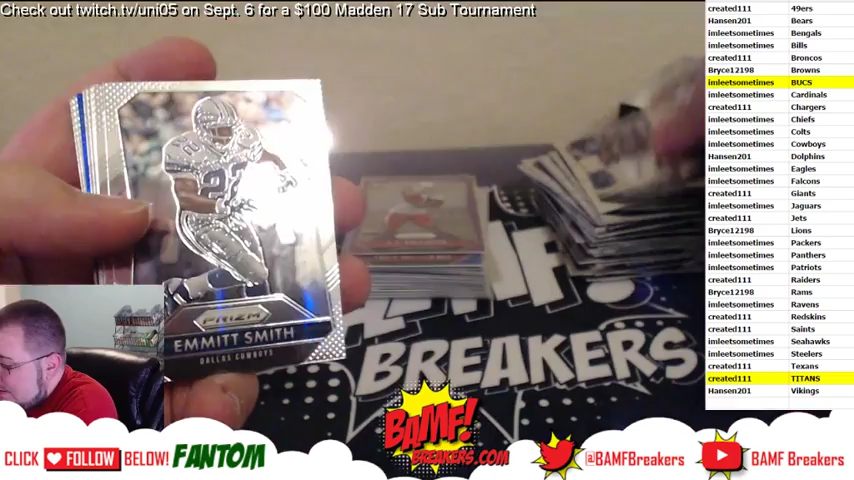 Check out twitch.tv/uni05 on Sept. 6 for a $100 Madden 17 Sub Tournament
created111 49ers
Hansen201 Bears
imleetsometimes Bengals
imleetsometimes Bills
created111 Broncos
Bryce12198 Browns
imleetsometimes BUCS
imleetsometimes Cardinals
created111 Chargers
imleetsometimes Chiefs
imleetsometimes Colts
imleetsometimes Cowboys
Hansen201 Dolphins
imleetsometimes Eagles
imleetsometimes Falcons
created111 Giants
imleetsometimes Jaguars
created111 Jets
Bryce12198 Lions
imleetsometimes Packers
imleetsometimes Panthers
imleetsometimes Patriots
created111 Raiders
Bryce12198 Rams
imleetsometimes Ravens
created111 Redskins
created111 Saints
imleetsometimes Seahawks
imleetsometimes Steelers
created111 Texans
created111 TITANS
Hansen201 Vikings
22
PRIZM
EMMITT SMITH
DALLAS COWBOYS
BREAKERS
CLICK FOLLOW BELOW! FANTOM
BAMF!
BREAKERS.COM
@BAMFBreakers
BAMF Breakers